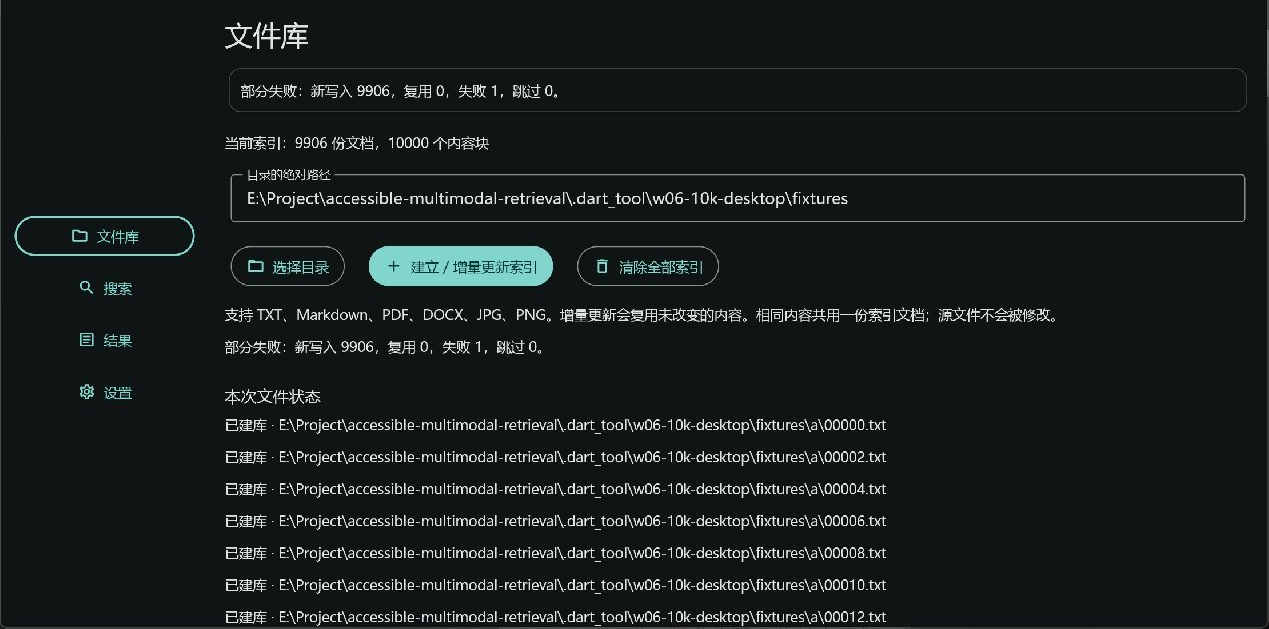 文件库
部分失败：新写入 9906，复用 0，失败 1，跳过 0。
当前索引：9906 份文档，10000 个内容块
目录的绝对路径
E:\Project\accessible-multimodal-retrieval\.dart_tool\w06-10k-desktop\fixtures
文件库
搜索
结果
设置
选择目录
建立 / 增量更新索引
清除全部索引
支持 TXT、Markdown、PDF、DOCX、JPG、PNG。增量更新会复用未改变的内容。相同内容共用一份索引文档；源文件不会被修改。
部分失败：新写入 9906，复用 0，失败 1，跳过 0。
本次文件状态
已建库 · E:\Project\accessible-multimodal-retrieval\.dart_tool\w06-10k-desktop\fixtures\a\00000.txt
已建库 · E:\Project\accessible-multimodal-retrieval\.dart_tool\w06-10k-desktop\fixtures\a\00002.txt
已建库 · E:\Project\accessible-multimodal-retrieval\.dart_tool\w06-10k-desktop\fixtures\a\00004.txt
已建库 · E:\Project\accessible-multimodal-retrieval\.dart_tool\w06-10k-desktop\fixtures\a\00006.txt
已建库 · E:\Project\accessible-multimodal-retrieval\.dart_tool\w06-10k-desktop\fixtures\a\00008.txt
已建库 · E:\Project\accessible-multimodal-retrieval\.dart_tool\w06-10k-desktop\fixtures\a\00010.txt
已建库 · E:\Project\accessible-multimodal-retrieval\.dart_tool\w06-10k-desktop\fixtures\a\00012.txt